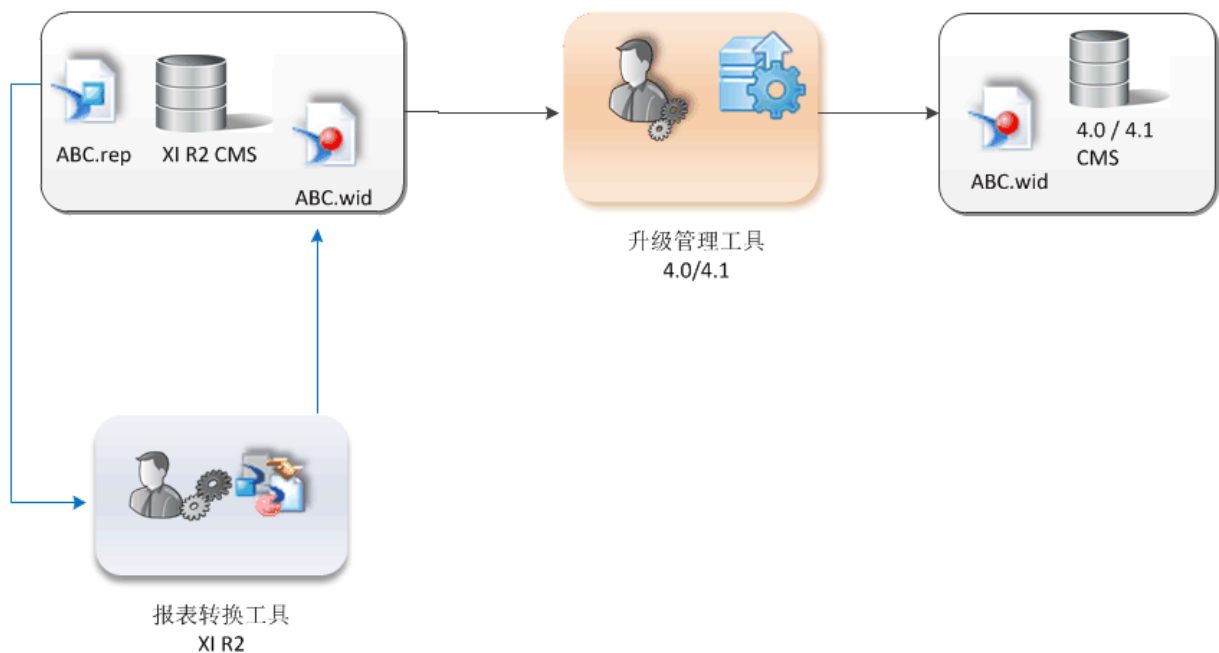 ABC.rep
XI R2 CMS
ABC.wid
升级管理工具
4.0/4.1
ABC.wid
4.0 / 4.1
CMS
报表转换工具
XI R2